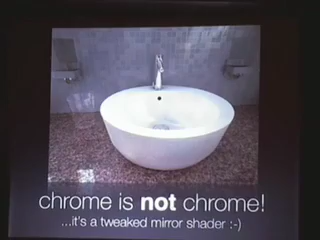 chrome is not chrome!
...it's a tweaked mirror shader :-)